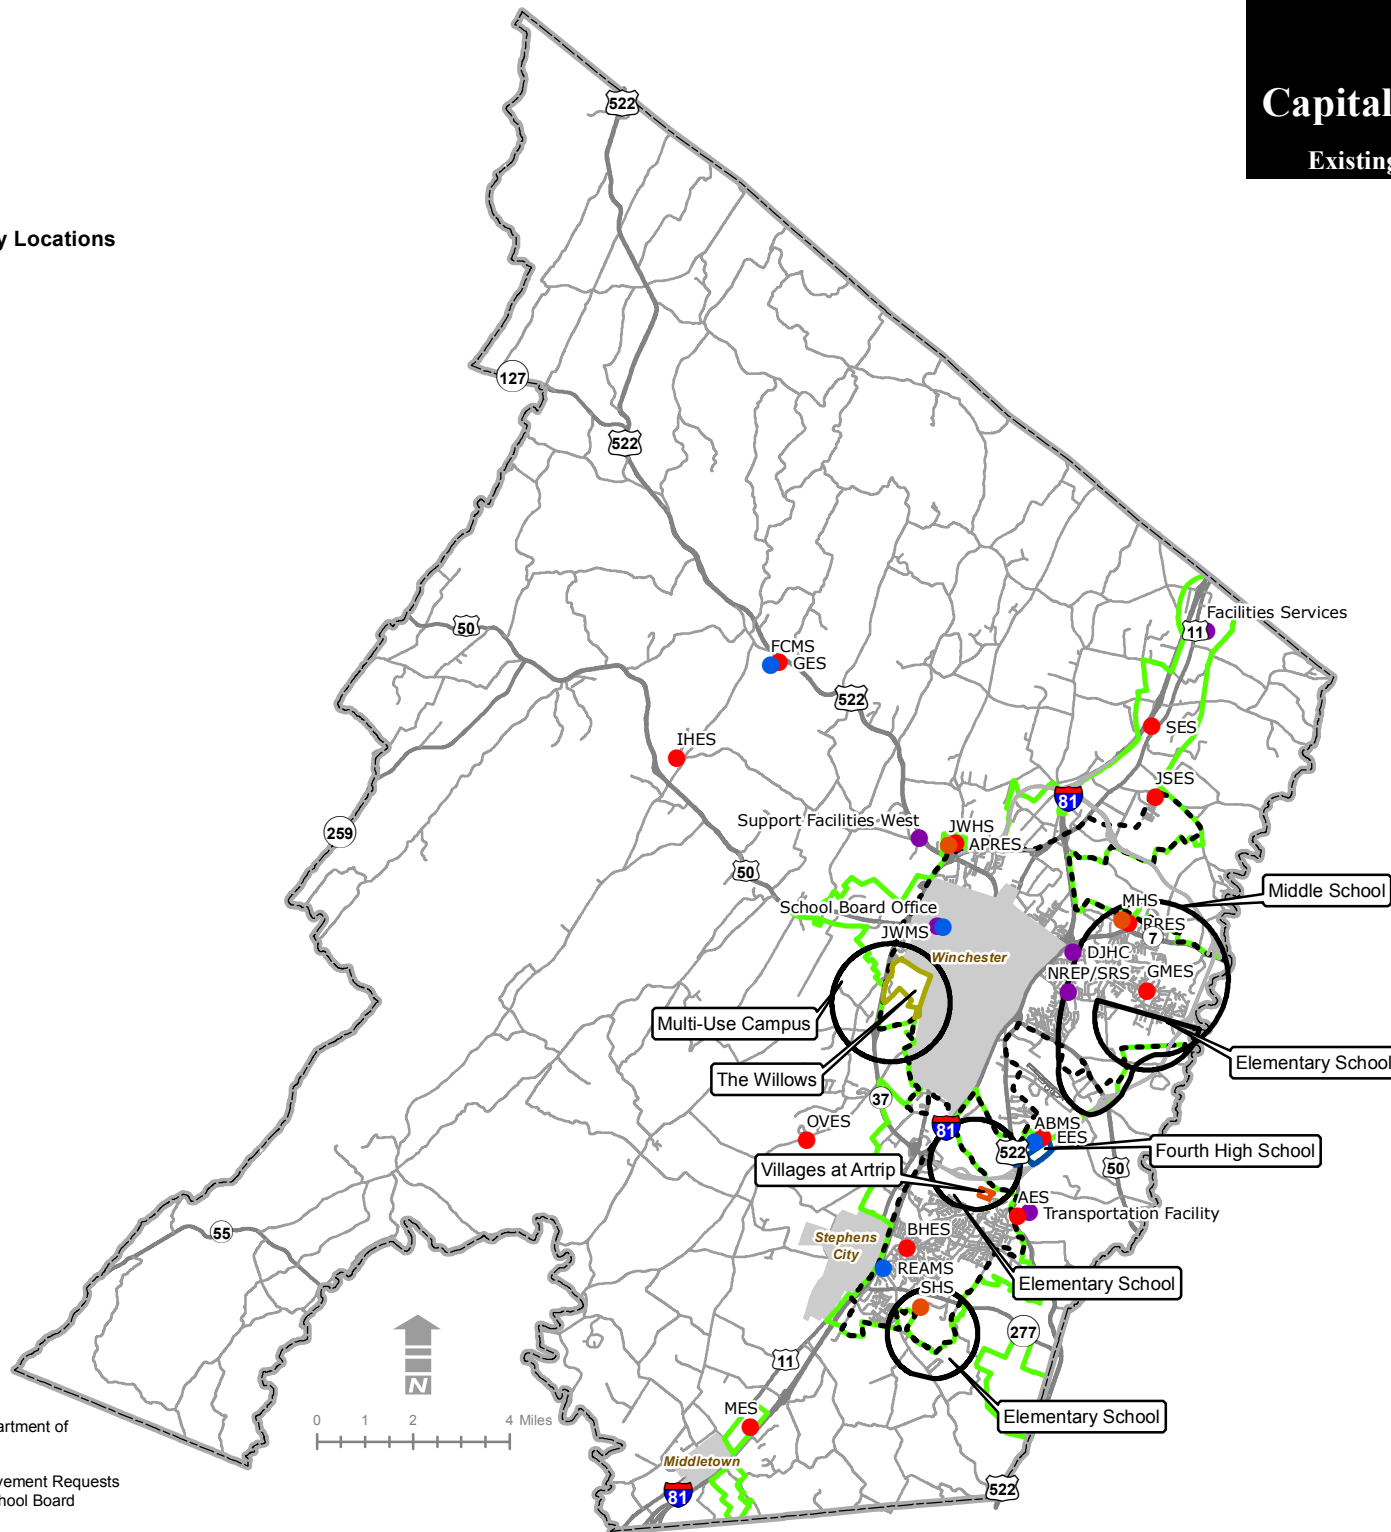 Capital
Existing
y Locations
522
127
522
50
Facilities Services
11
FCMS
GES
522
SES
IHES
JSES
81
259
Support Facilities West
JWHS
APRES
50
Middle School
MHS
RRES
7
School Board Office
JWMS
Winchester
DJHC
NREP/SRS
GMES
Multi-Use Campus
Elementary School
The Willows
37
OVES
81
ABMS
EES
522
Fourth High School
50
Villages at Artrip
AES
Transportation Facility
55
Stephens
City
BHES
REAMS
Elementary School
SHS
277
11
N
0 1 2 4 Miles
MES
Elementary School
artment of
Middletown
vement Requests
hool Board
81
522